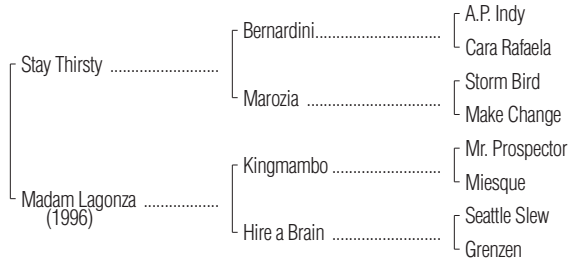 A.P. Indy
Bernardini
Cara Rafaela
Stay Thirsty
Storm Bird
Marozia
Make Change
Mr. Prospector
Kingmambo
Miesque
Madam Lagonza
(1996)
Seattle Slew
Hire a Brain
Grenzen